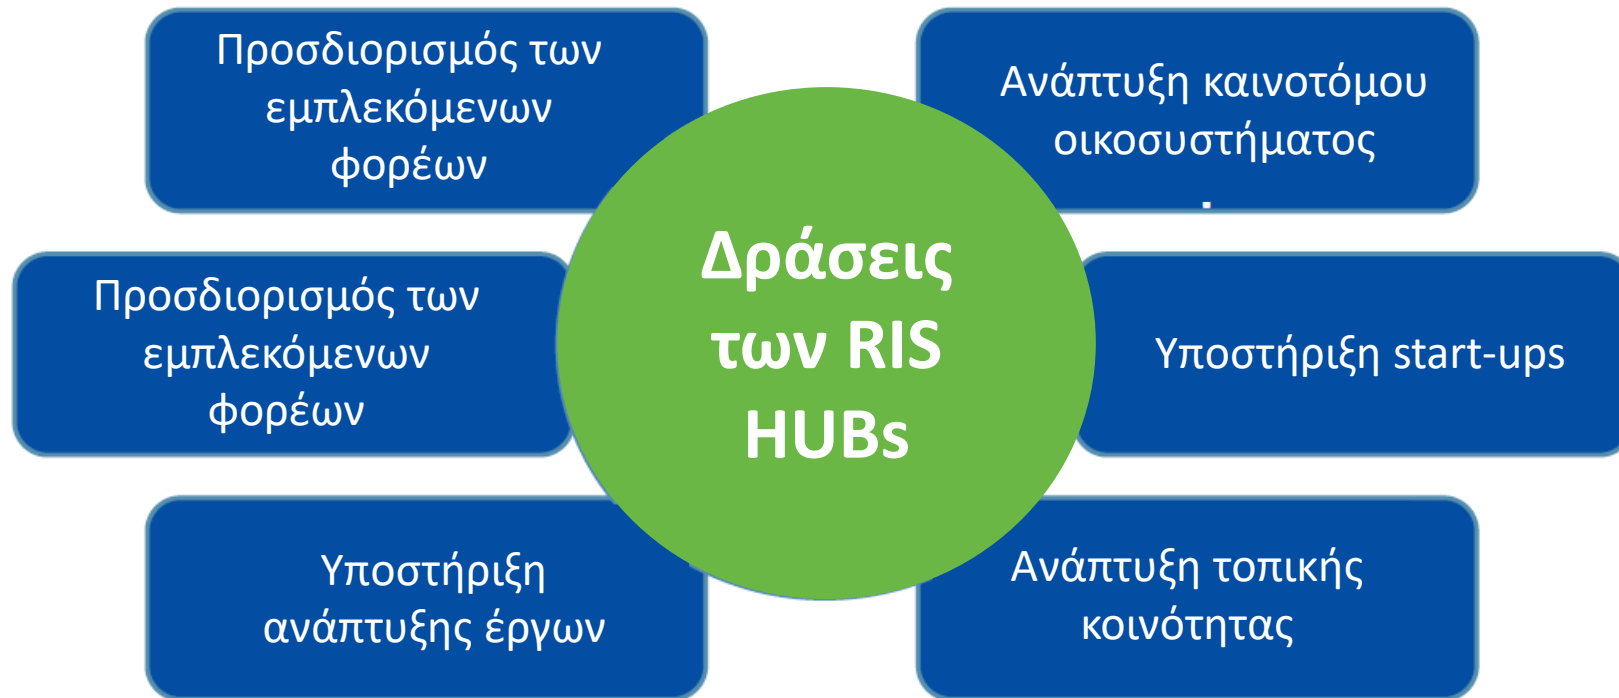 Προσδιορισμός των
εμπλεκόμενων
φορέων
Ανάπτυξη καινοτόμου
οικοσυστήματος
Δράσεις
των RIS
HUBs
Προσδιορισμός των
εμπλεκόμενων
φορέων
Υποστήριξη start-ups
Υποστήριξη
ανάπτυξης έργων
Ανάπτυξη τοπικής
κοινότητας